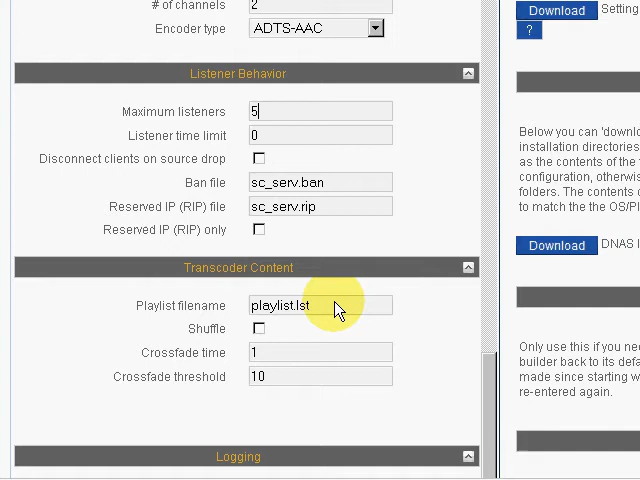 # of channels 2
Encoder type ADTS-AAC
Listener Behavior
Maximum listeners 5
Listener time limit 0
Disconnect clients on source drop
Ban file sc_serv.ban
Reserved IP (RIP) file sc_serv.rip
Reserved IP (RIP) only
Transcoder Content
Playlist filename playlist.lst
Shuffle
Crossfade time 1
Crossfade threshold 10
Logging
Download Setting
?
Below you can 'downlo
installation directories
as the contents of the
configuration, otherwis
folders. The contents o
to match the the OS/Pl
Download DNAS
Only use this if you nee
builder back to its defa
made since starting w
re-entered again.